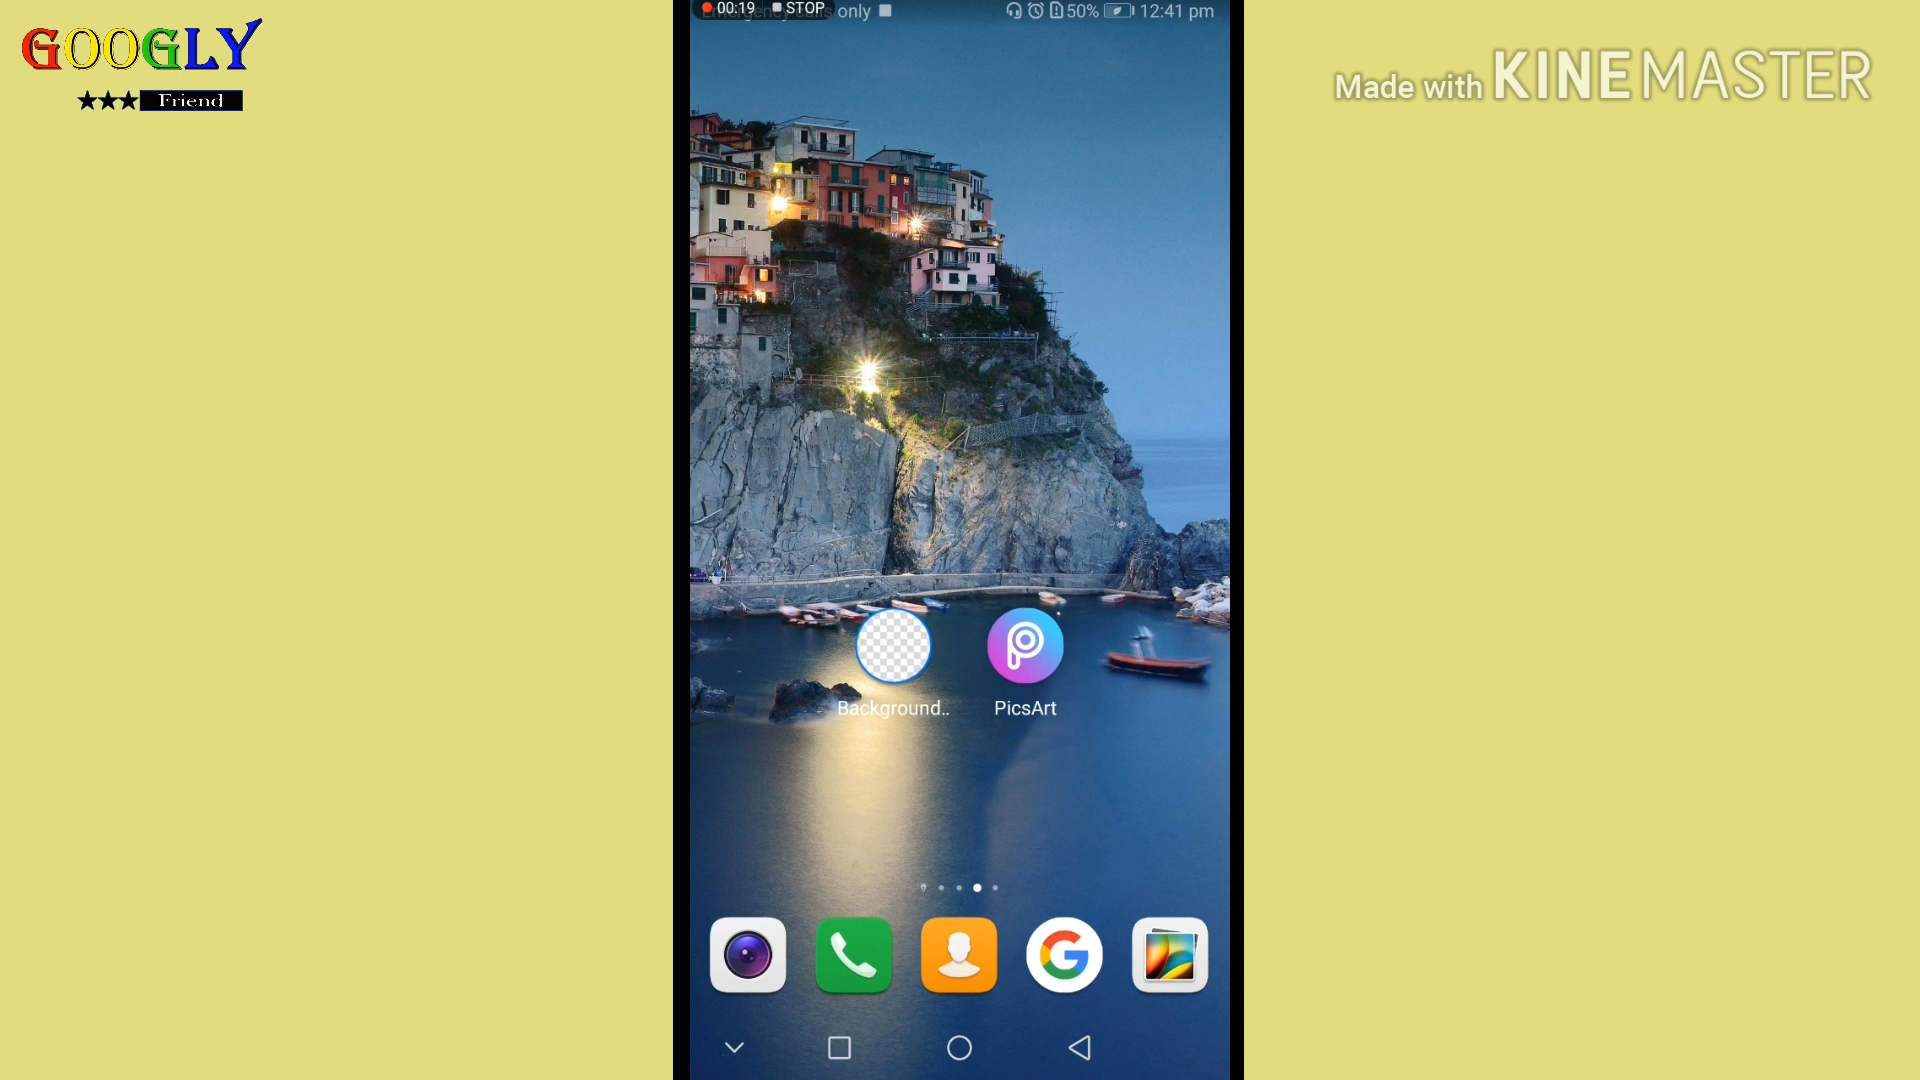 GOOGLY
Friend
Made with KINEMASTER
00:19 STOP only 50% 12:41 pm
Background..
PicsArt